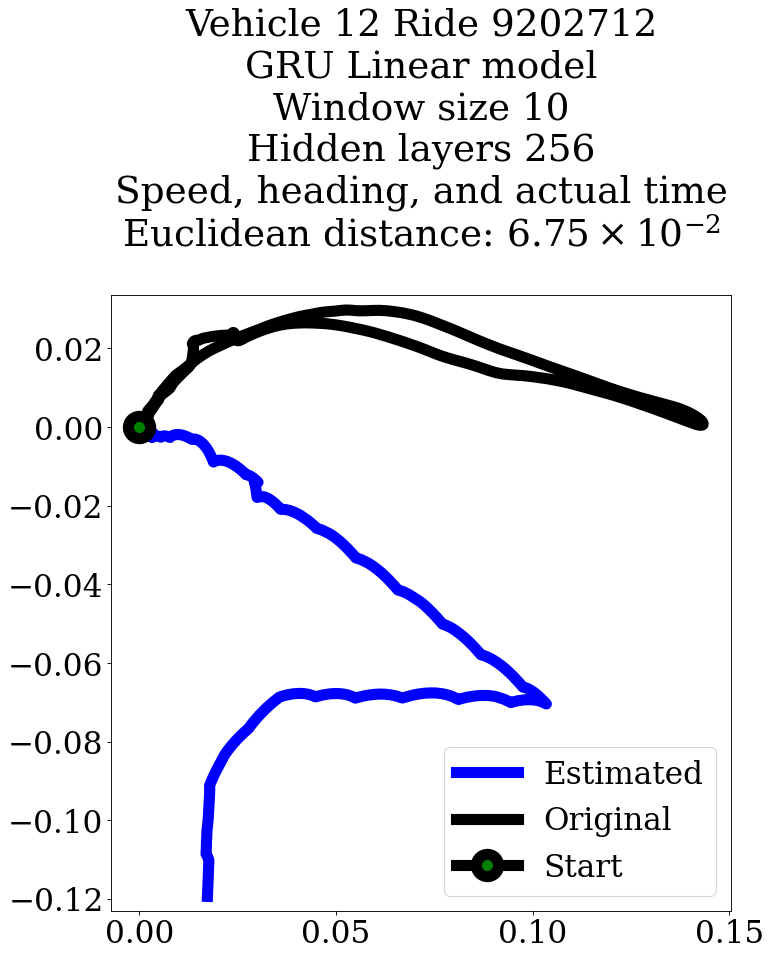 Vehicle 12 Ride 9202712
GRU Linear model
Window size 10
Hidden layers 256
Speed, heading, and actual time
Euclidean distance: 6.75 × 10⁻²
0.02
0.00
−0.02
−0.04
−0.06
−0.08
−0.10
−0.12
Estimated
Original
Start
0.00 0.05 0.10 0.15